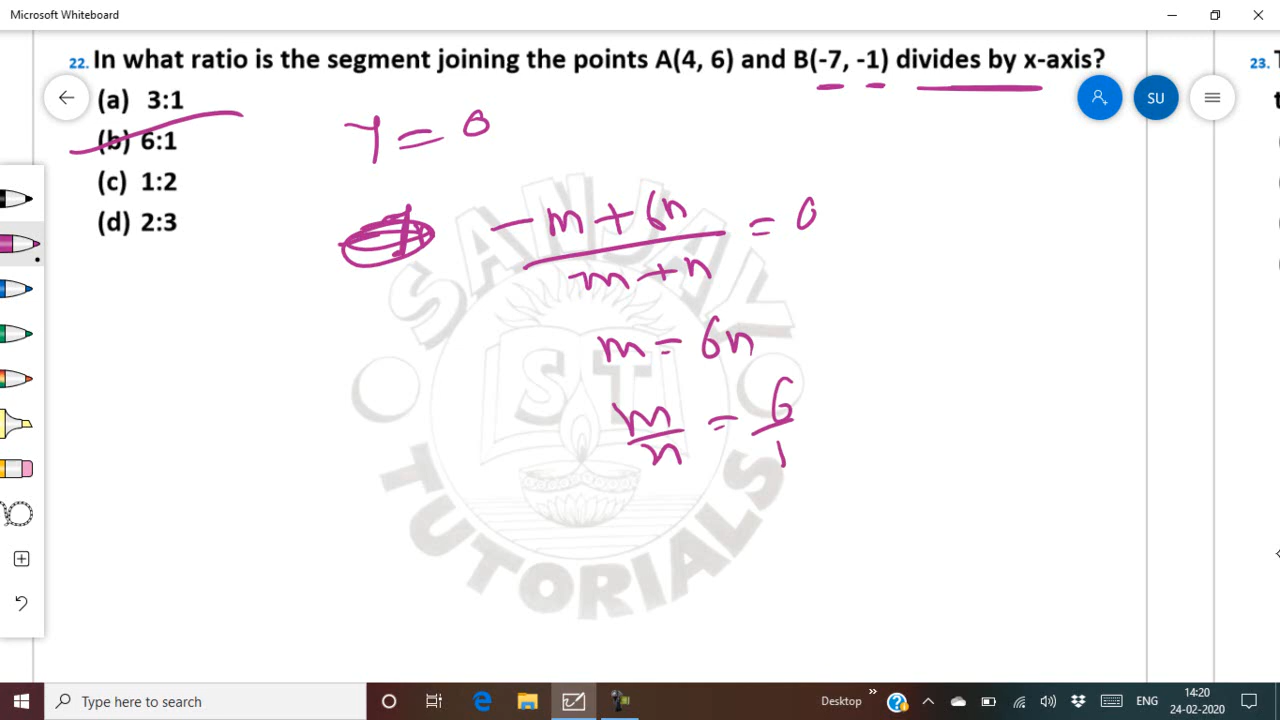 Microsoft Whiteboard
22. In what ratio is the segment joining the points A(4, 6) and B(-7, -1) divides by x-axis?
23. T
(a) 3:1
(b) 6:1
(c) 1:2
(d) 2:3
SU
t
Y = 0
-m+6n / m+n = 0
m = 6n
m/n = 6/1
SANJAY
ST
TUTORIALS
Type here to search
Desktop
»
ENG
14:20
24-02-2020